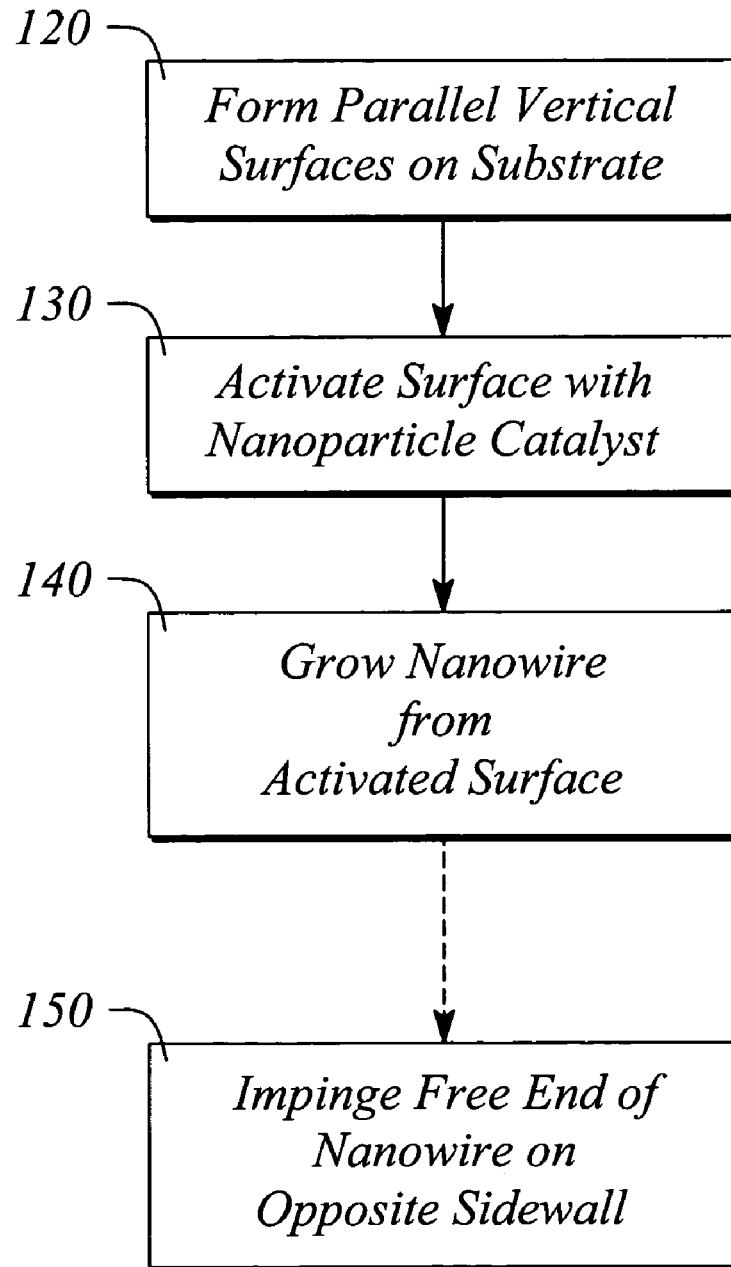 120
Form Parallel Vertical
Surfaces on Substrate
130
Activate Surface with
Nanoparticle Catalyst
140
Grow Nanowire
from
Activated Surface
150
Impinge Free End of
Nanowire on
Opposite Sidewall